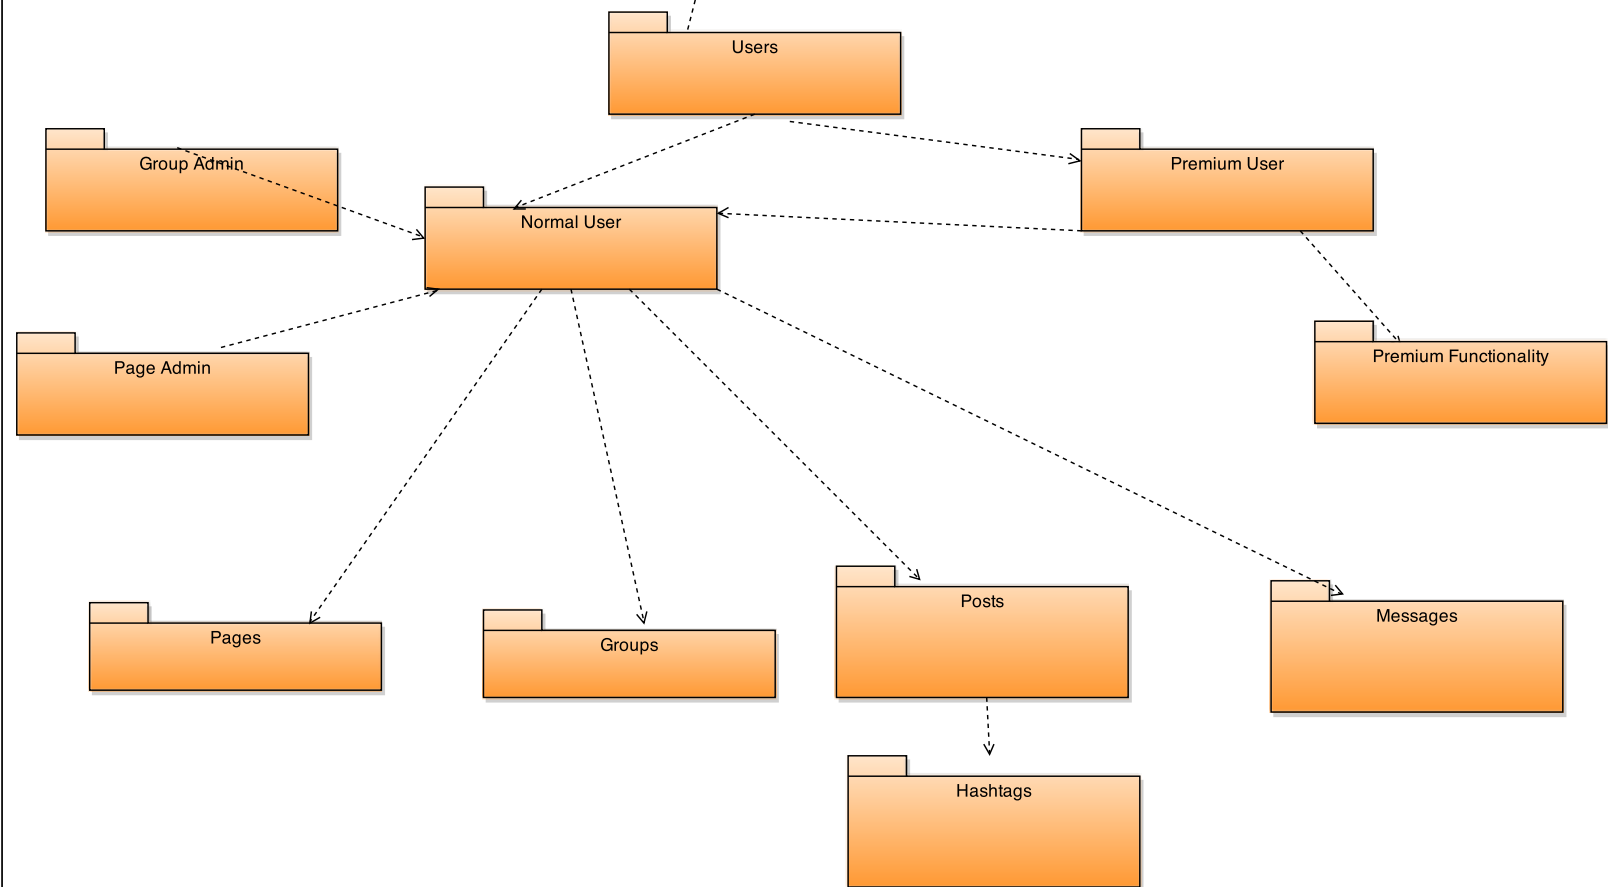 Users
Group Admin
Premium User
Normal User
Page Admin
Premium Functionality
Pages
Groups
Posts
Messages
Hashtags